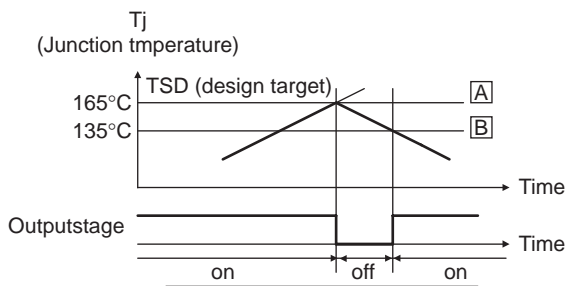 Tj
(Junction tmperature)
TSD (design target)
165°C
A
135°C
B
Time
Outputstage
Time
on
off
on